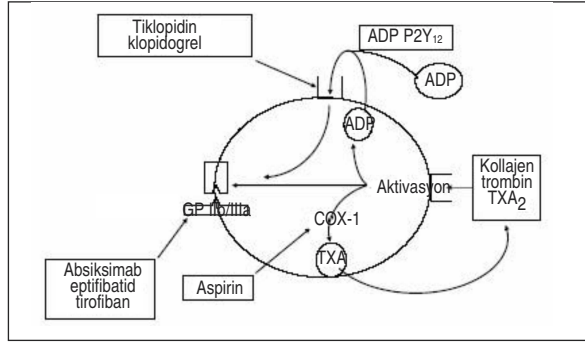 Tiklopidin
klopidogrel
ADP P2Y₁₂
ADP
ADP
Aktivasyon
Kollajen
trombin
TXA₂
GP IIb/IIIa
COX-1
TXA
Absiksimab
eptifibatid
tirofiban
Aspirin